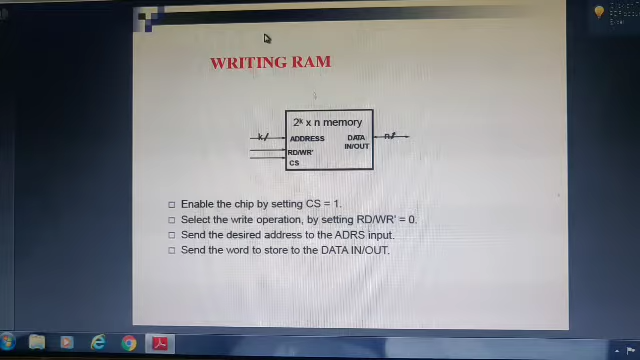 WRITING RAM
2ᵏ x n memory
k
ADDRESS
DATA
IN/OUT
n
RD/WR'
CS
□ Enable the chip by setting CS = 1.
□ Select the write operation, by setting RD/WR' = 0.
□ Send the desired address to the ADRS input.
□ Send the word to store to the DATA IN/OUT.